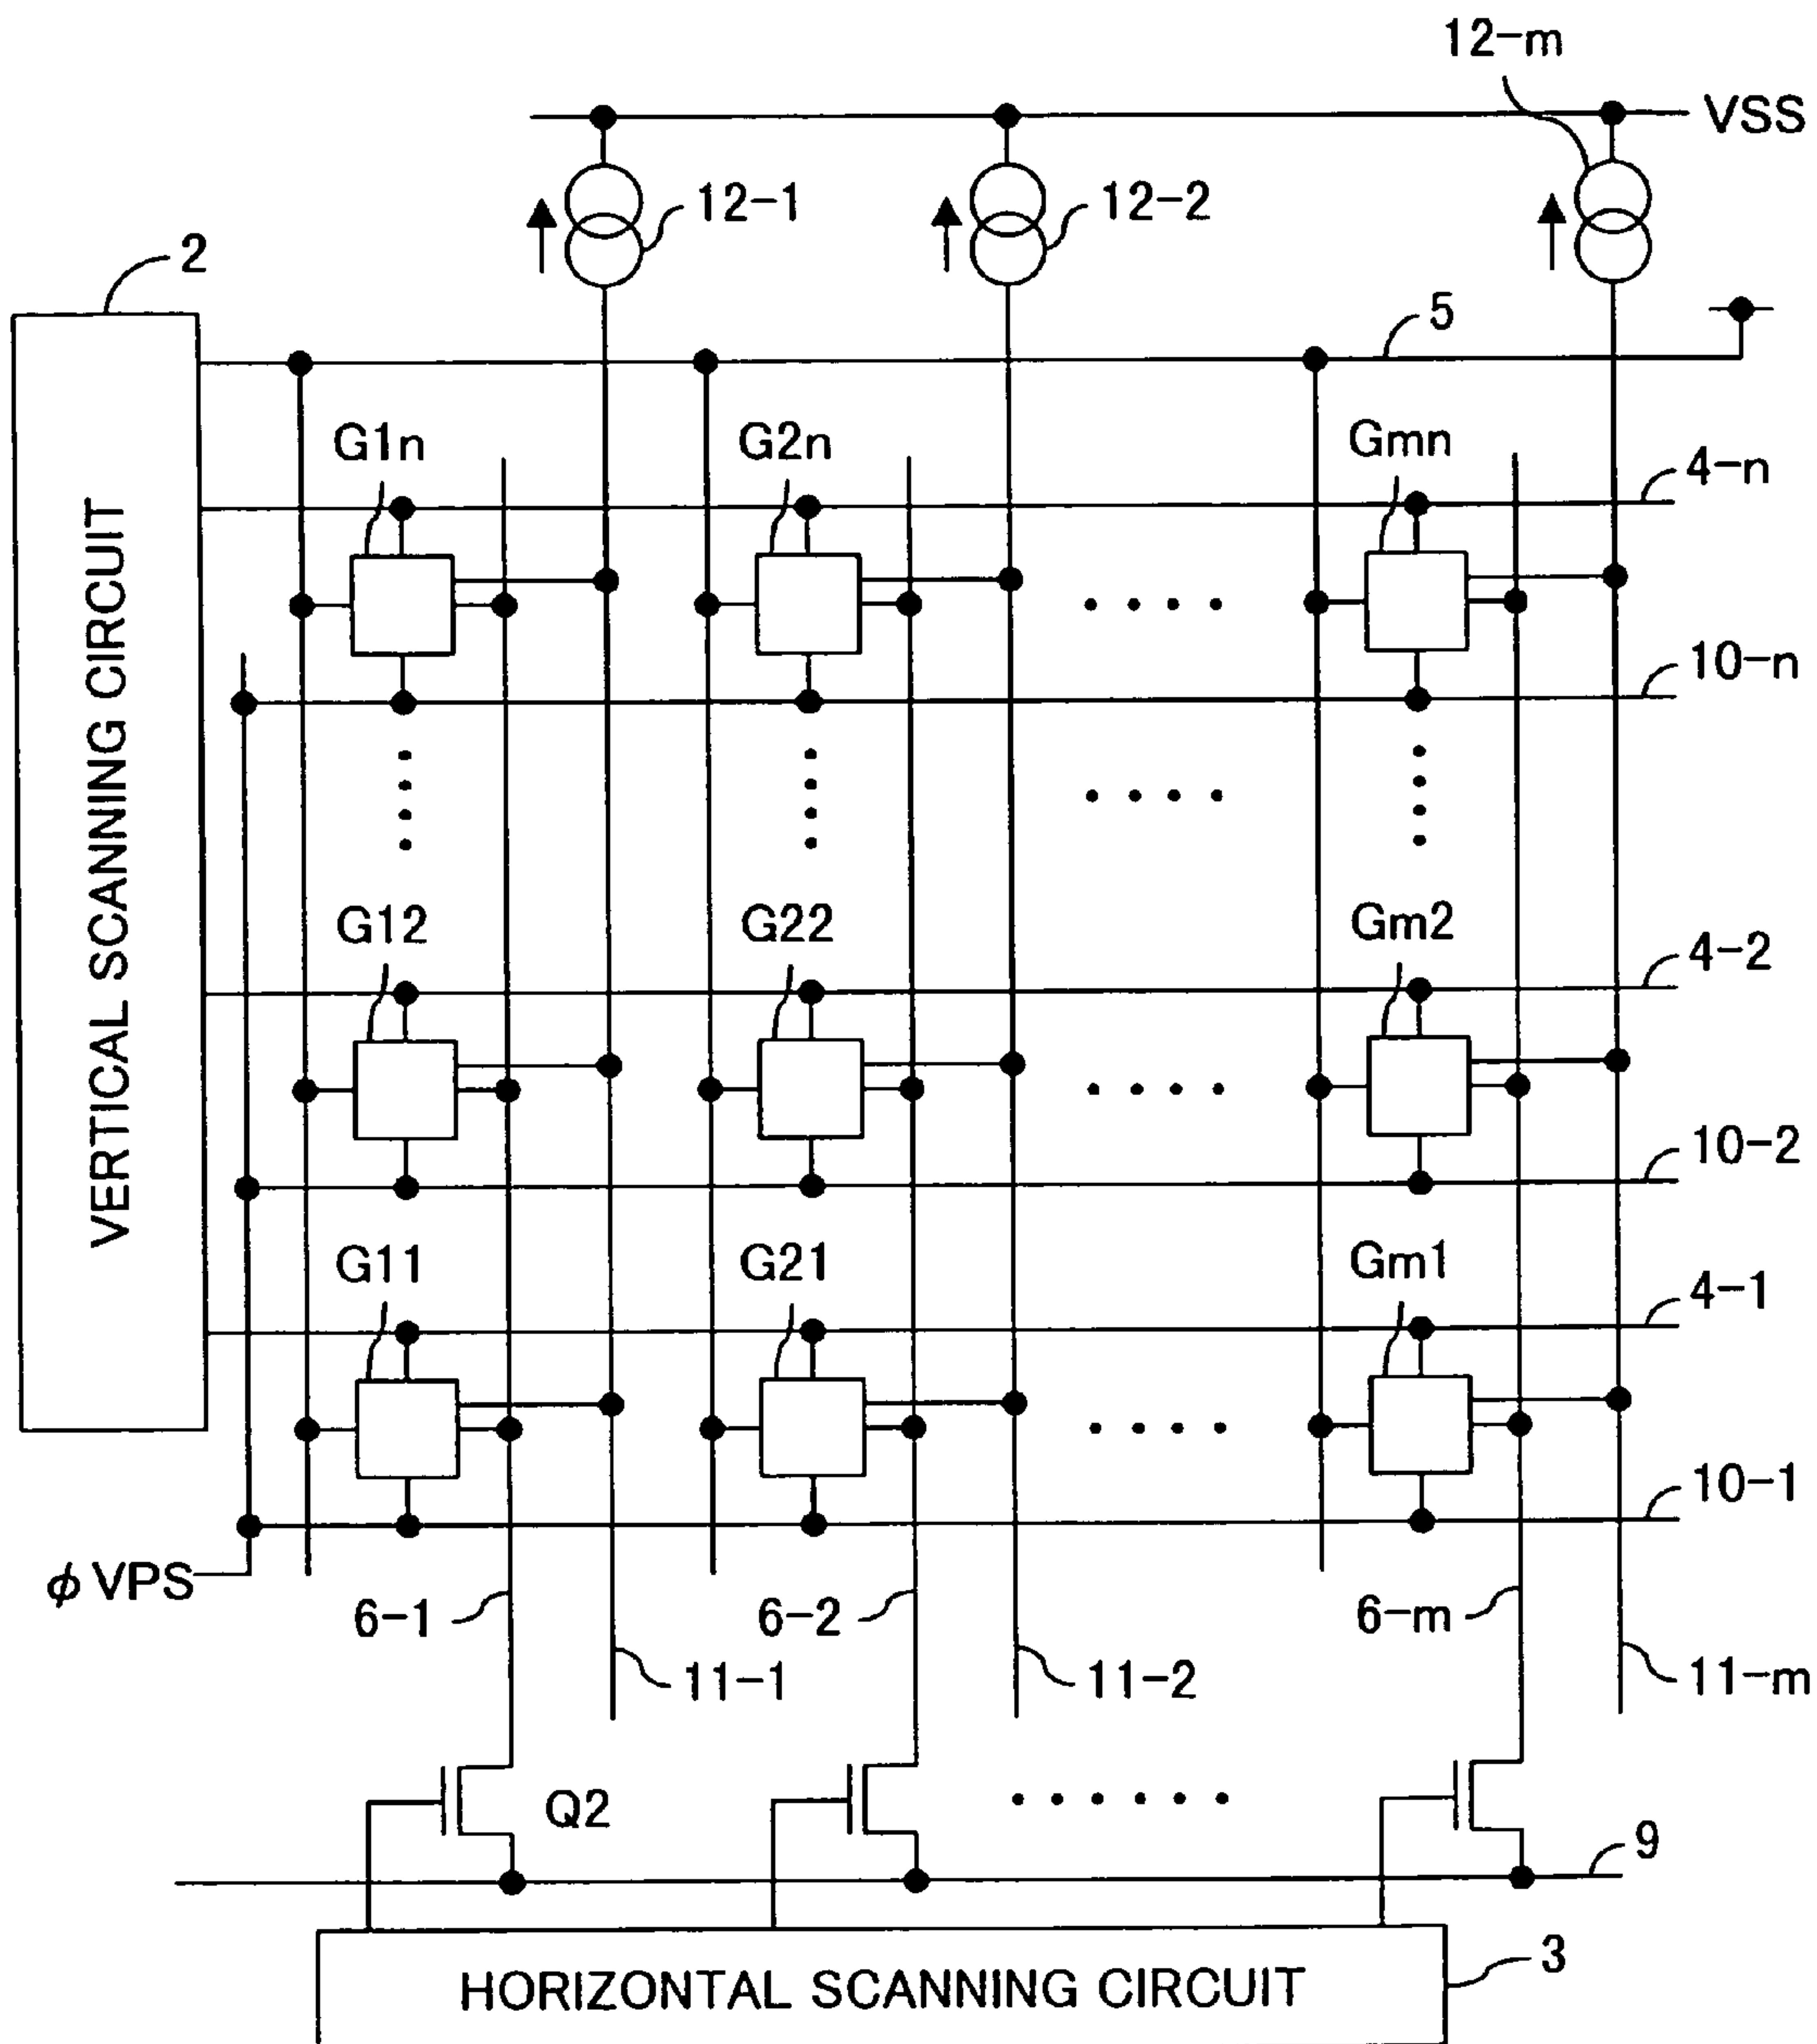 12-m
VSS
12-1
12-2
2
5
G1n
G2n
Gmn
4-n
VERTICAL SCANNING CIRCUIT
10-n
G12
G22
Gm2
4-2
10-2
G11
G21
Gm1
4-1
10-1
φVPS
6-1
6-2
6-m
11-1
11-2
11-m
Q2
9
3
HORIZONTAL SCANNING CIRCUIT